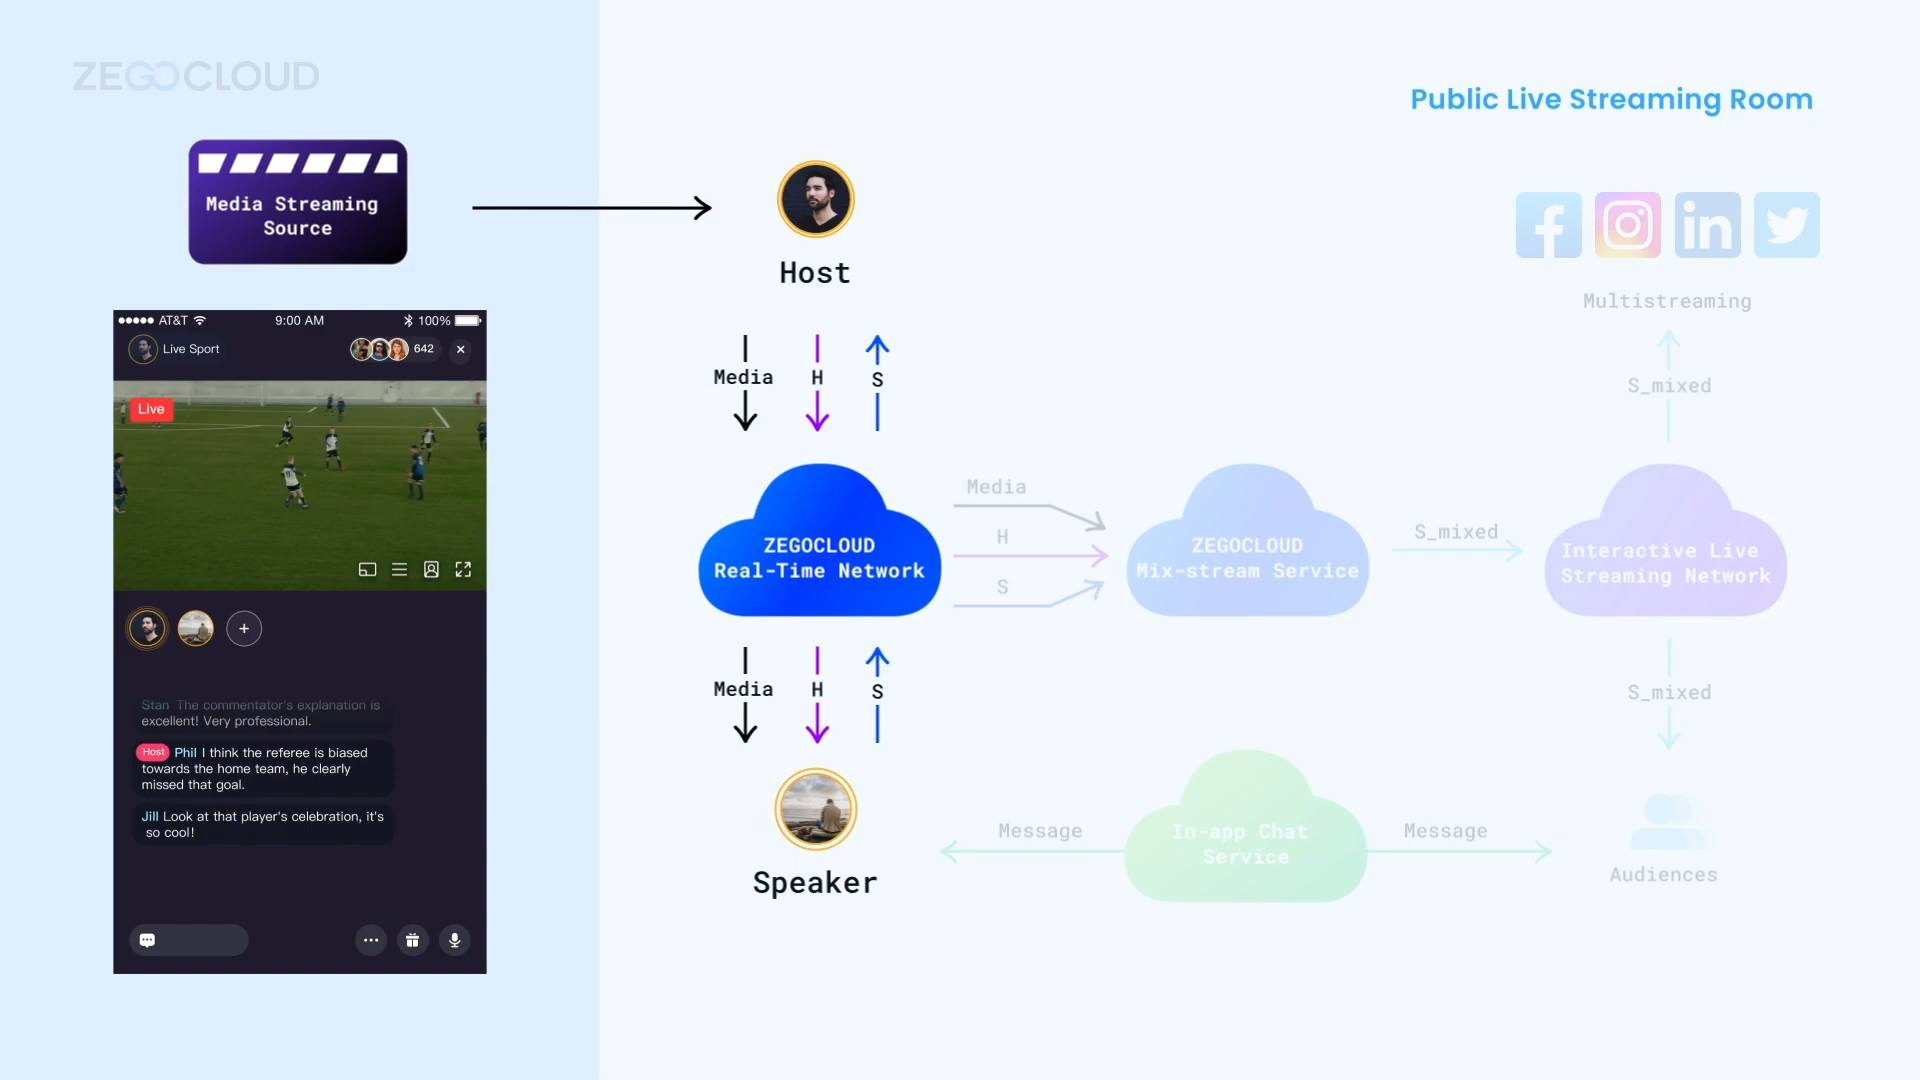 ZEGOCLOUD
Public Live Streaming Room
Media Streaming
Source
Host
Multistreaming
AT&T
9:00 AM
100%
Live Sport
642
Live
Media
H
S
S_mixed
Media
H
S
ZEGOCLOUD
Real-Time Network
ZEGOCLOUD
Mix-stream Service
S_mixed
Interactive Live
Streaming Network
Media
H
S
S_mixed
Stan The commentator's explanation is
excellent! Very professional.
Host Phil I think the referee is biased
towards the home team, he clearly
missed that goal.
Jill Look at that player's celebration, it's
so cool!
Speaker
Message
In-app Chat
Service
Message
Audiences